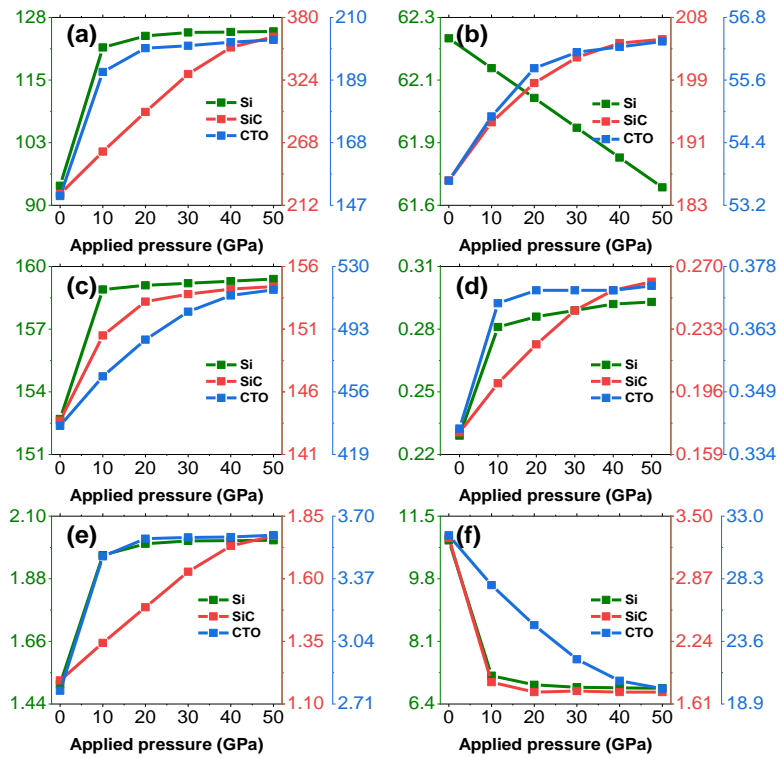 (a)
128
115
103
90
380
324
268
212
210
189
168
147
0 10 20 30 40 50
Si
SiC
CTO
Applied pressure (GPa)
(b)
62.3
62.1
61.9
61.6
208
199
191
183
56.8
55.6
54.4
53.2
0 10 20 30 40 50
Si
SiC
CTO
Applied pressure (GPa)
(c)
160
157
154
151
156
151
146
141
530
493
456
419
0 10 20 30 40 50
Si
SiC
CTO
Applied pressure (GPa)
(d)
0.31
0.28
0.25
0.22
0.270
0.233
0.196
0.159
0.378
0.363
0.349
0.334
0 10 20 30 40 50
Si
SiC
CTO
Applied pressure (GPa)
(e)
2.10
1.88
1.66
1.44
1.85
1.60
1.35
1.10
3.70
3.37
3.04
2.71
0 10 20 30 40 50
Si
SiC
CTO
Applied pressure (GPa)
(f)
11.5
9.8
8.1
6.4
3.50
2.87
2.24
1.61
33.0
28.3
23.6
18.9
0 10 20 30 40 50
Si
SiC
CTO
Applied pressure (GPa)